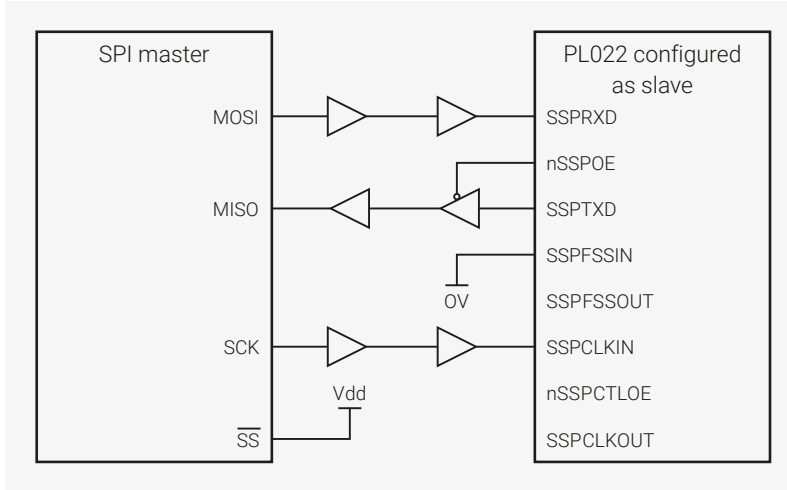 SPI master
PL022 configured
as slave
MOSI
SSPRXD
nSSPOE
MISO
SSPTXD
SSPFSSIN
0V
SSPFSSOUT
SCK
SSPCLKIN
Vdd
nSSPCTLOE
SS
SSPCLKOUT